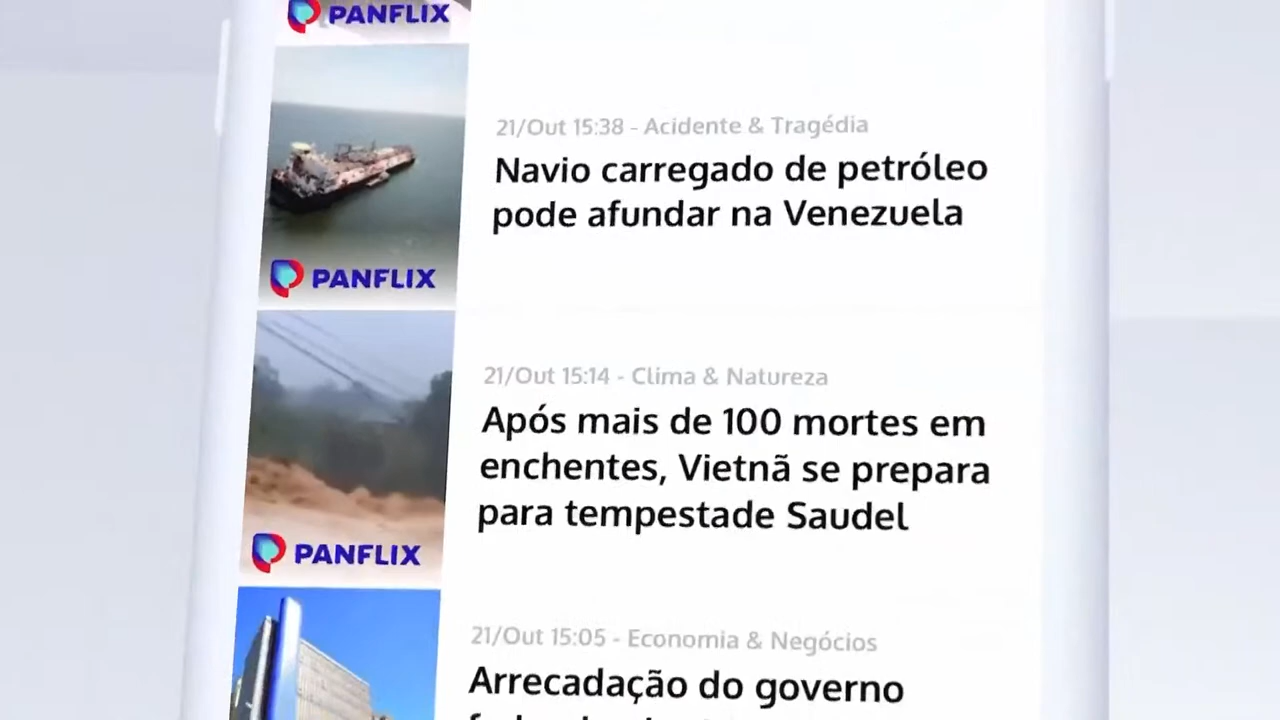 PANFLIX
21/Out 15:38 - Acidente & Tragédia
Navio carregado de petróleo
pode afundar na Venezuela
PANFLIX
21/Out 15:14 - Clima & Natureza
Após mais de 100 mortes em
enchentes, Vietnã se prepara
para tempestade Saudel
PANFLIX
21/Out 15:05 - Economia & Negócios
Arrecadação do governo